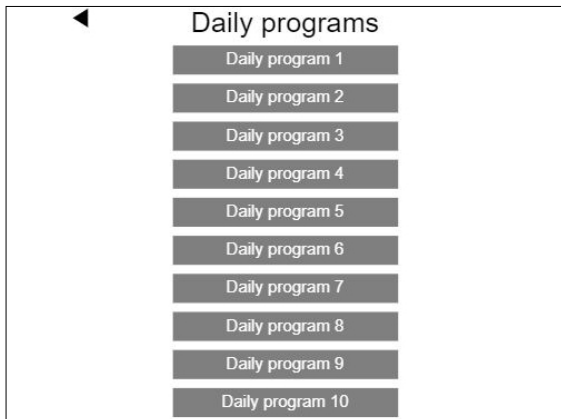 Daily programs
Daily program 1
Daily program 2
Daily program 3
Daily program 4
Daily program 5
Daily program 6
Daily program 7
Daily program 8
Daily program 9
Daily program 10